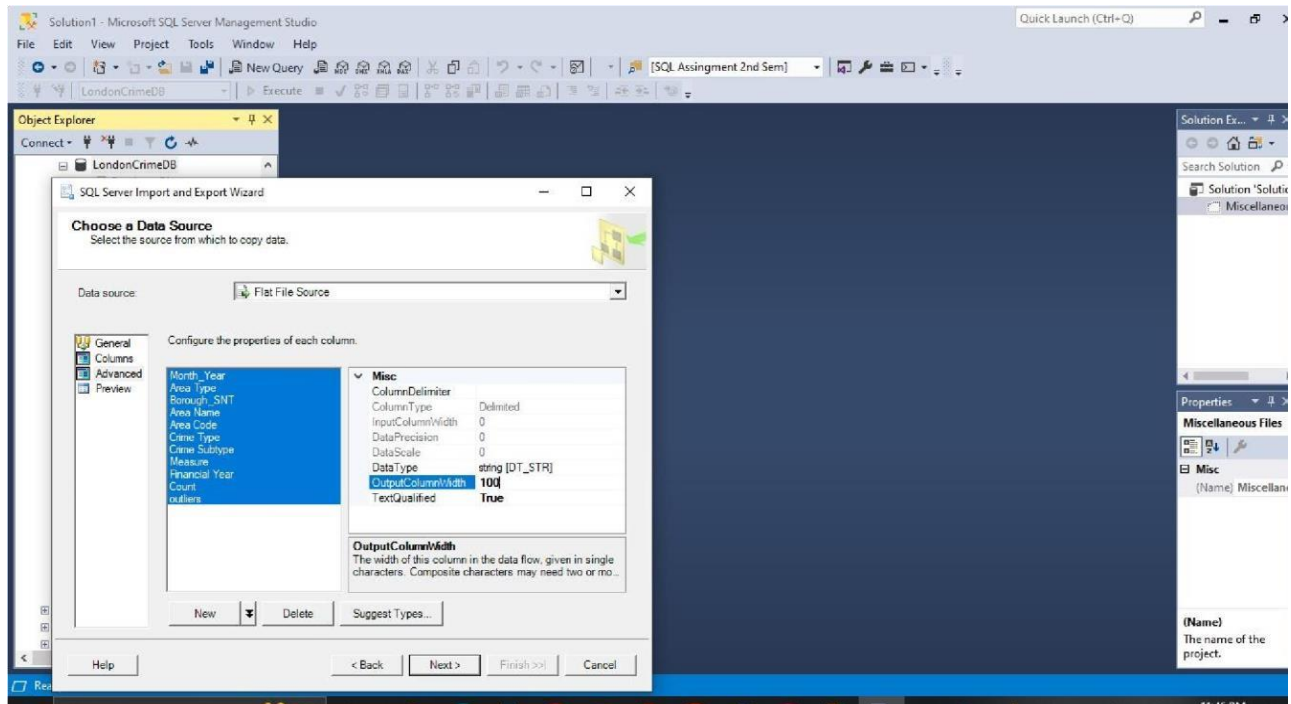 Solution1 - Microsoft SQL Server Management Studio
Quick Launch (Ctrl+Q)
File Edit View Project Tools Window Help
New Query
[SQL Assingment 2nd Sem]
LondonCrimeDB
Execute
Object Explorer
Connect
LondonCrimeDB
SQL Server Import and Export Wizard
Choose a Data Source
Select the source from which to copy data.
Data source:
Flat File Source
General
Columns
Advanced
Preview
Configure the properties of each column.
Month_Year
Area Type
Borough_SNT
Area Name
Area Code
Crime Type
Crime Subtype
Measure
Financial Year
Count
outliers
Misc
ColumnDelimiter
ColumnType Delimited
InputColumnWidth 0
DataPrecision 0
DataScale 0
DataType string [DT_STR]
OutputColumnWidth 100
TextQualified True
OutputColumnWidth
The width of this column in the data flow, given in single
characters. Composite characters may need two or mo...
New
Delete
Suggest Types...
Help
< Back
Next >
Finish >>|
Cancel
Solution Ex...
Search Solution
Solution 'Soluti
Miscellaneo
Properties
Miscellaneous Files
Misc
(Name) Miscellan
(Name)
The name of the
project.
Rea